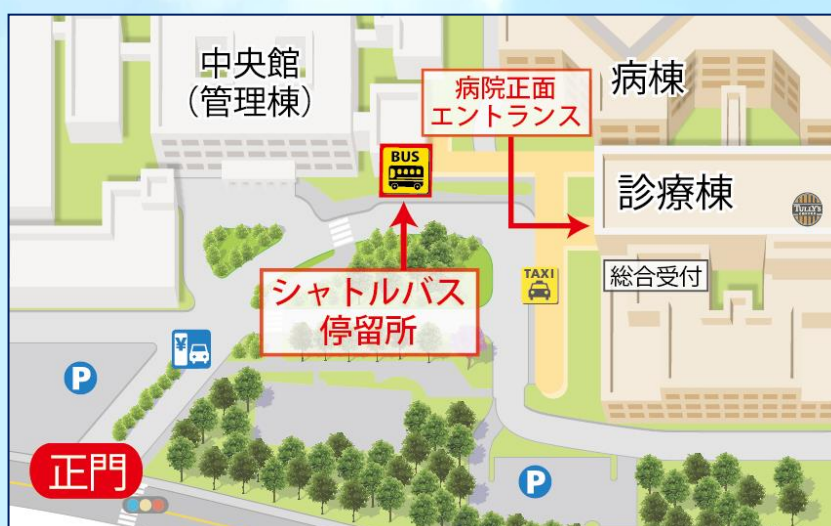 中央館
（管理棟）
病院正面
エントランス
病棟
BUS
診療棟
TULLY'S
COFFEE
シャトルバス
停留所
TAXI
総合受付
¥
P
正門
P